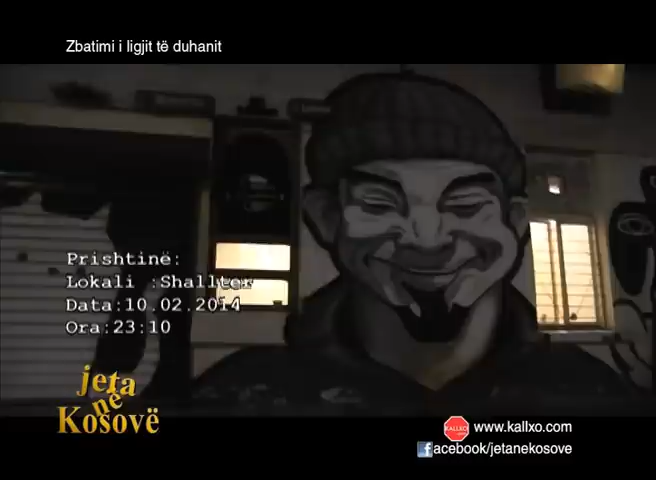 Zbatimi i ligjit të duhanit
Prishtinë:
Lokali :Shallter
Data:10.02.2014
Ora:23:10
jeta
në
Kosovë
KALLXO
www.kallxo.com
facebook/jetanekosove